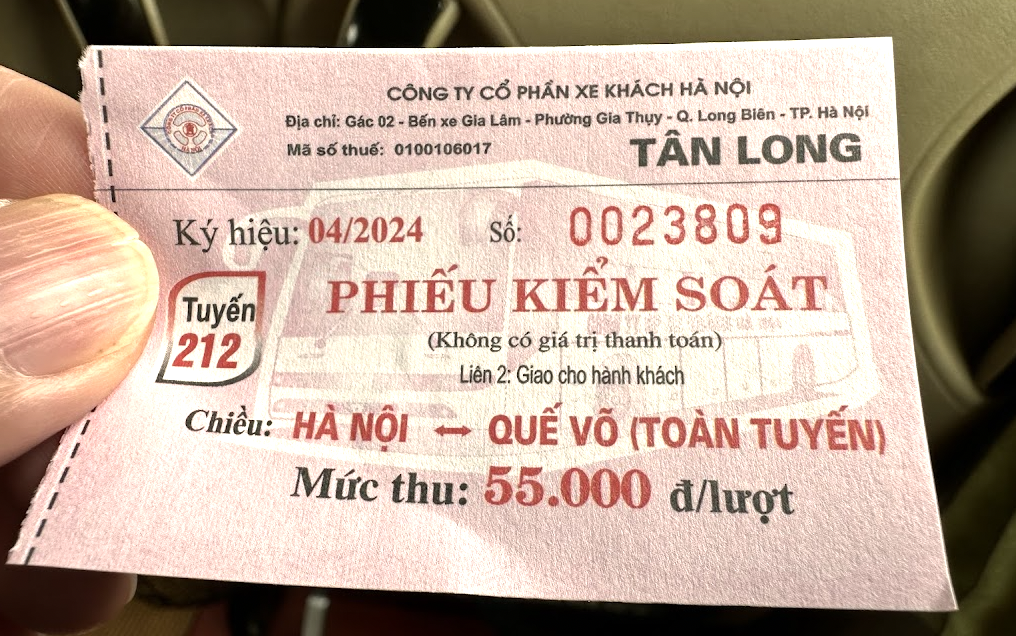 CÔNG TY CỔ PHẦN XE KHÁCH HÀ NỘI
Địa chỉ: Gác 02 - Bến xe Gia Lâm - Phường Gia Thụy - Q. Long Biên - TP. Hà Nội
Mã số thuế: 0100106017
TÂN LONG
Ký hiệu: 04/2024 Số: 0023809
Tuyến
212
PHIẾU KIỂM SOÁT
(Không có giá trị thanh toán)
Liên 2: Giao cho hành khách
Chiều: HÀ NỘI ↔ QUẾ VÕ (TOÀN TUYẾN)
Mức thu: 55.000 đ/lượt